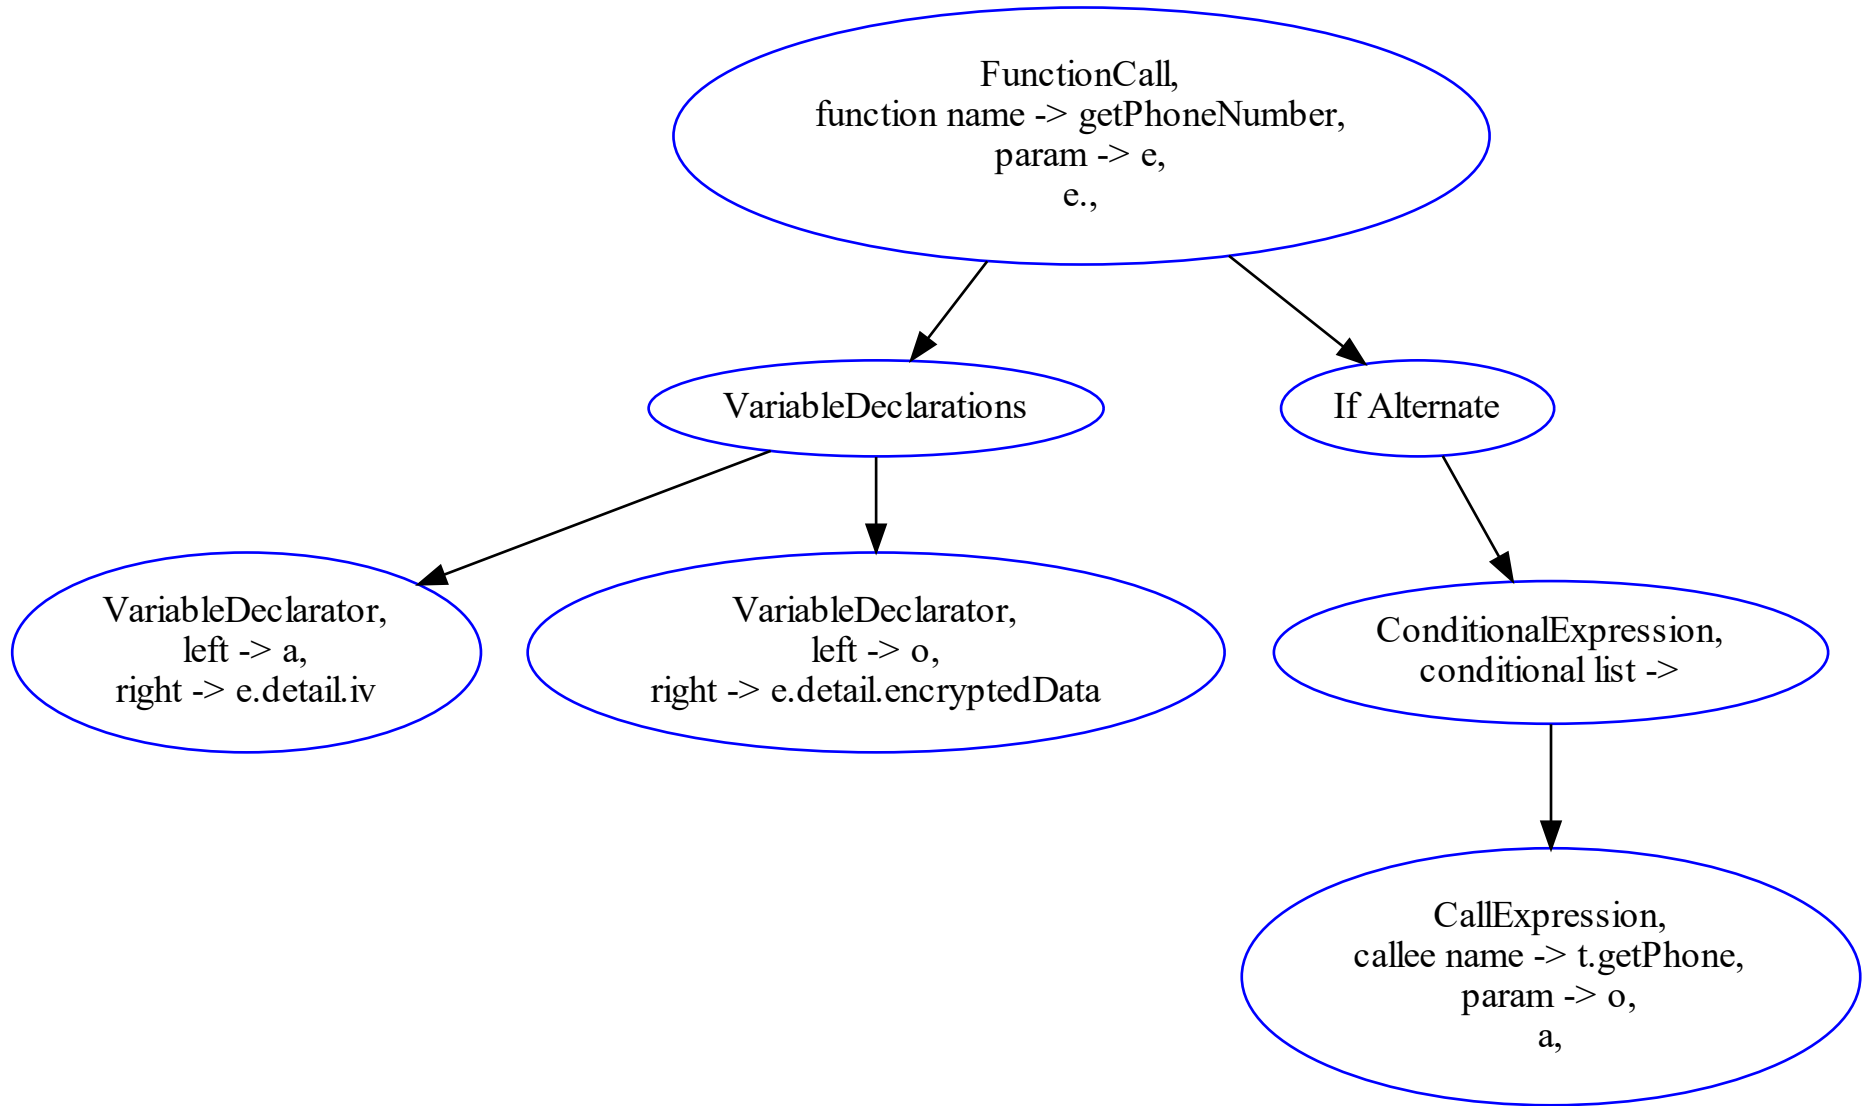 FunctionCall,
function name -> getPhoneNumber,
param -> e,
e.,
VariableDeclarations
If Alternate
VariableDeclarator,
left -> a,
right -> e.detail.iv
VariableDeclarator,
left -> o,
right -> e.detail.encryptedData
ConditionalExpression,
conditional list ->
CallExpression,
callee name -> t.getPhone,
param -> o,
a,